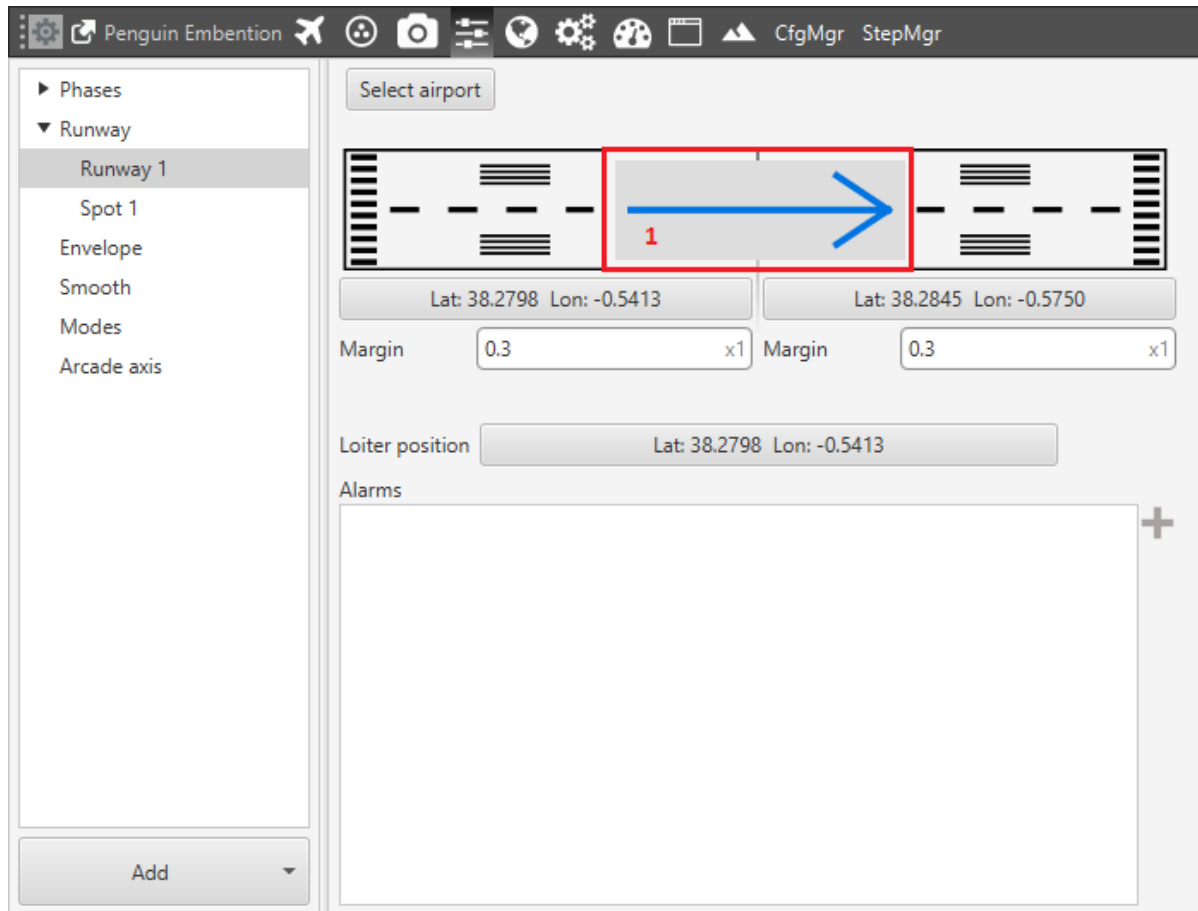 Penguin Embention CfgMgr StepMgr
Phases
Runway
Runway 1
Spot 1
Envelope
Smooth
Modes
Arcade axis
Add
Select airport
1
Lat: 38.2798 Lon: -0.5413 Lat: 38.2845 Lon: -0.5750
Margin 0.3 x1 Margin 0.3 x1
Loiter position Lat: 38.2798 Lon: -0.5413
Alarms